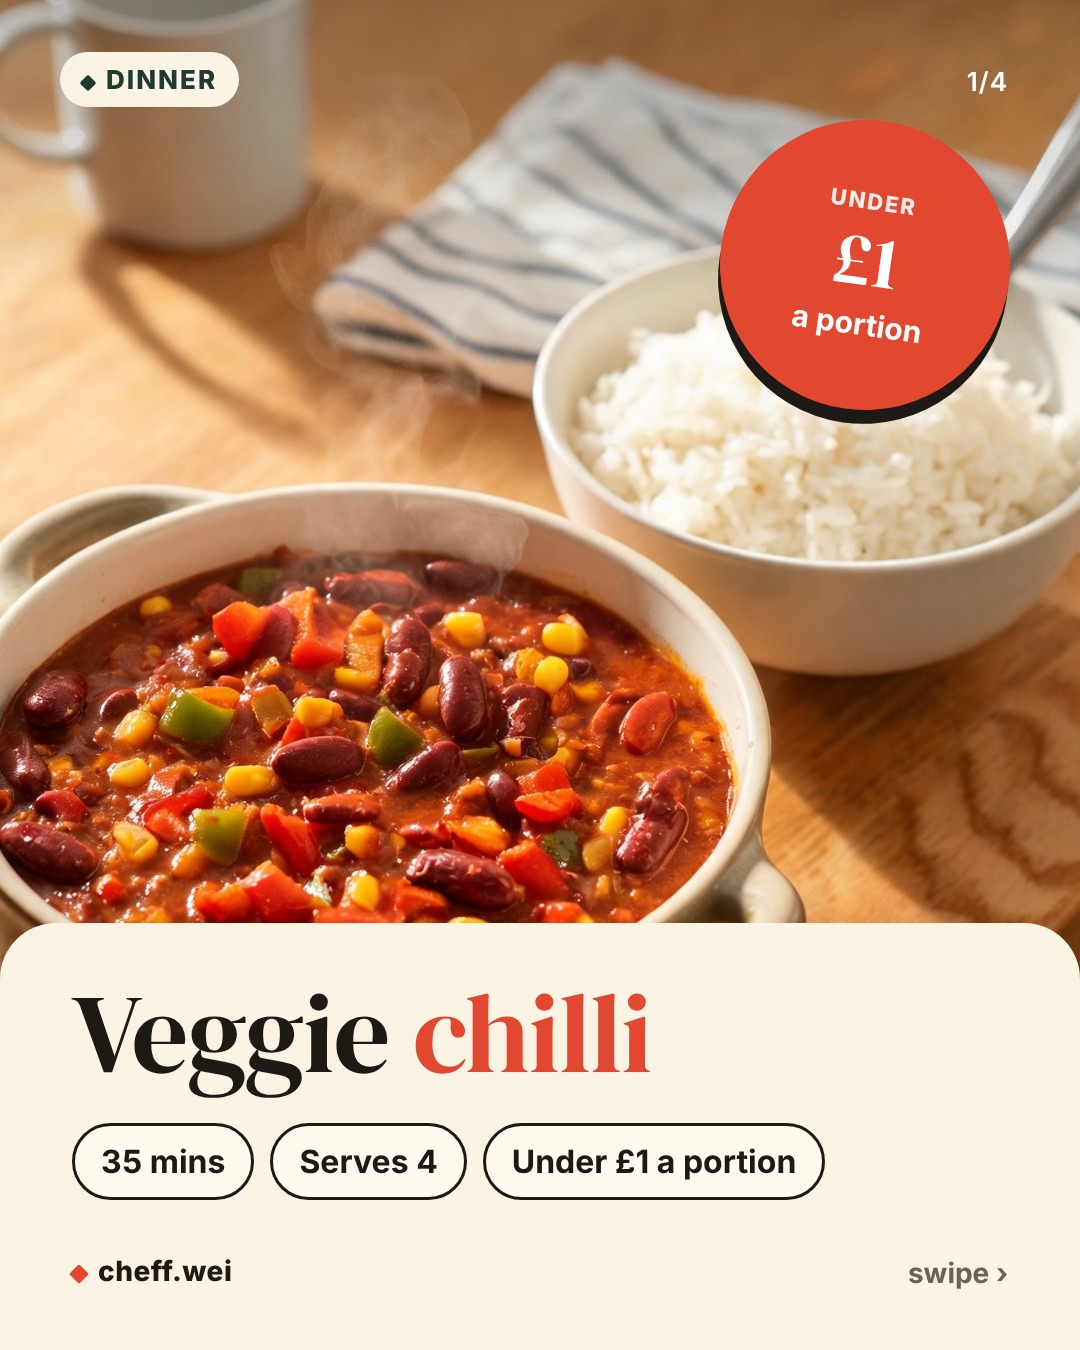 DINNER
1/4
UNDER
£1
a portion
Veggie chilli
35 mins
Serves 4
Under £1 a portion
cheff.wei
swipe ›